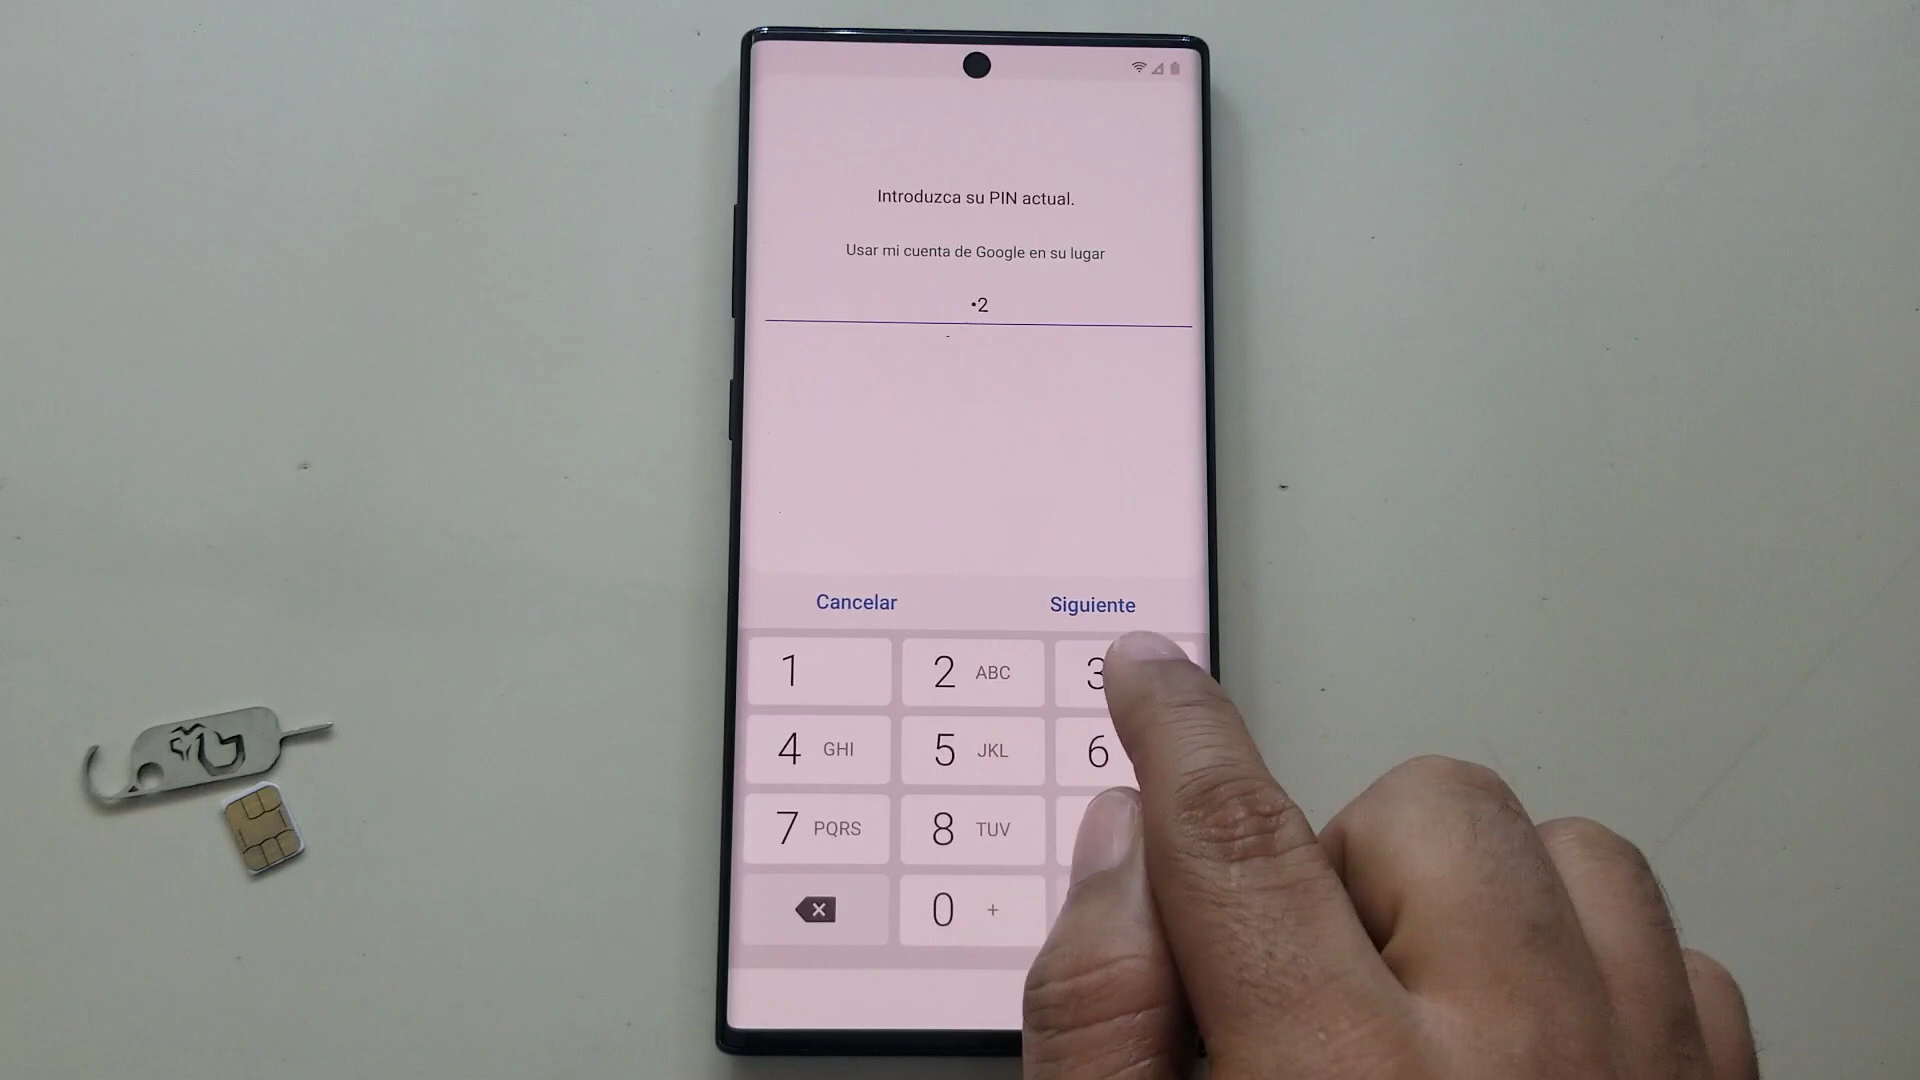 Introduzca su PIN actual.
Usar mi cuenta de Google en su lugar
•2
Cancelar
Siguiente
1
2 ABC
3
4 GHI
5 JKL
6
7 PQRS
8 TUV
0 +